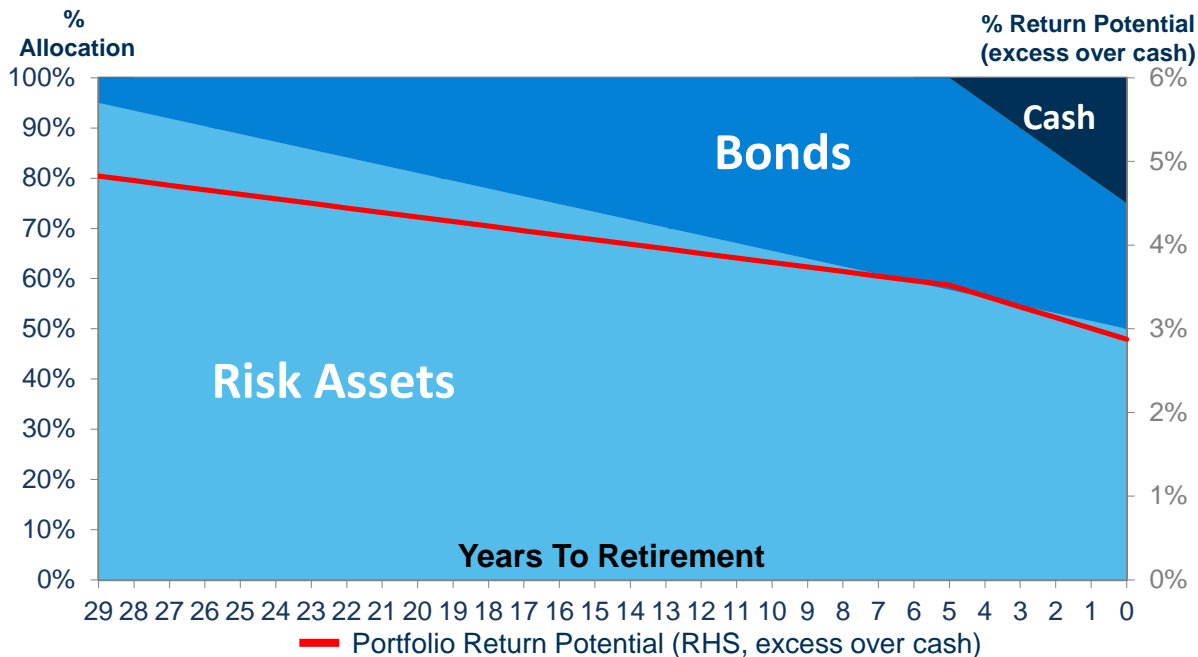 %
Allocation
% Return Potential
(excess over cash)
100%
90%
80%
70%
60%
50%
40%
30%
20%
10%
0%
6%
5%
4%
3%
2%
1%
0%
Cash
Bonds
Risk Assets
Years To Retirement
29 28 27 26 25 24 23 22 21 20 19 18 17 16 15 14 13 12 11 10 9 8 7 6 5 4 3 2 1 0
Portfolio Return Potential (RHS, excess over cash)